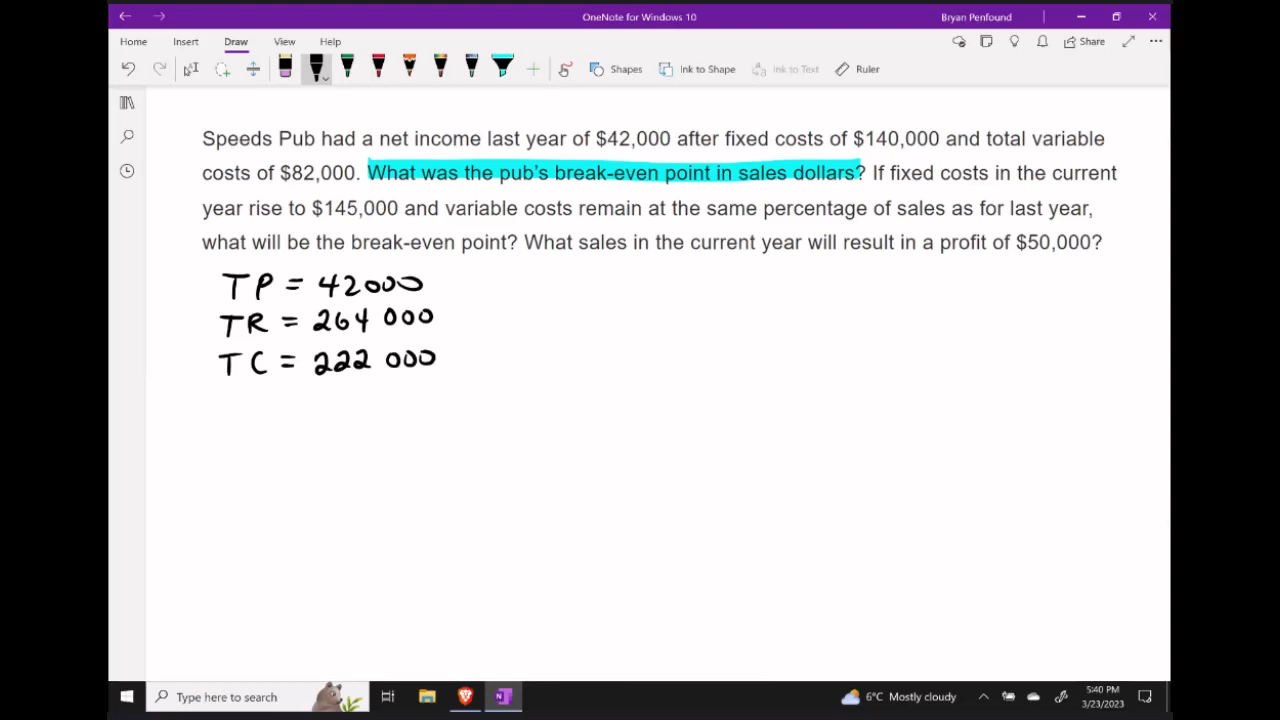 OneNote for Windows 10
Bryan Penfound
Home Insert Draw View Help
Share
Shapes Ink to Shape Ink to Text Ruler
Speeds Pub had a net income last year of $42,000 after fixed costs of $140,000 and total variable
costs of $82,000. What was the pub's break-even point in sales dollars? If fixed costs in the current
year rise to $145,000 and variable costs remain at the same percentage of sales as for last year,
what will be the break-even point? What sales in the current year will result in a profit of $50,000?
TP = 42000
TR = 264 000
TC = 222 000
Type here to search
6°C Mostly cloudy
5:40 PM
3/23/2023